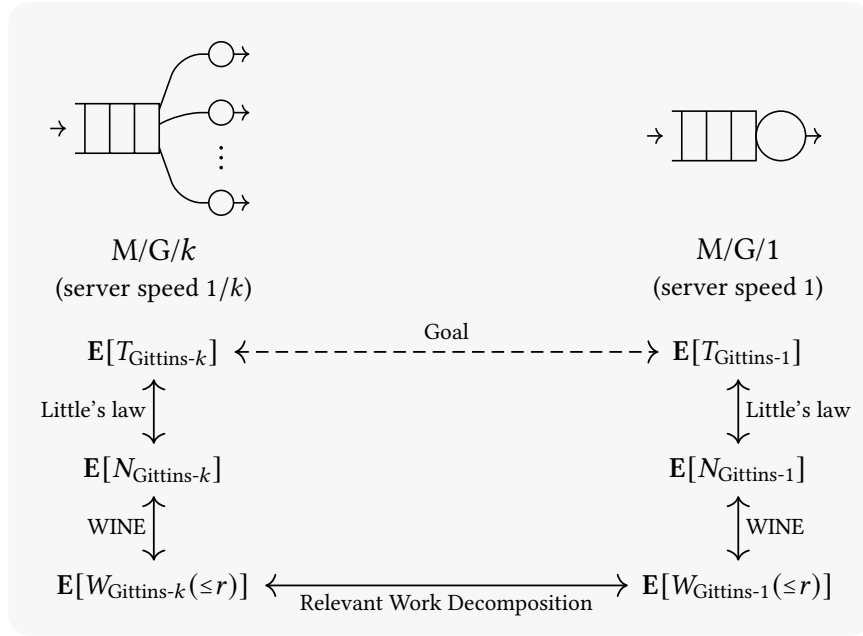 ⋮
M/G/k M/G/1
(server speed 1/k) (server speed 1)
Goal
E[T_Gittins-k] E[T_Gittins-1]
Little's law Little's law
E[N_Gittins-k] E[N_Gittins-1]
WINE WINE
E[W_Gittins-k(≤r)] E[W_Gittins-1(≤r)]
Relevant Work Decomposition